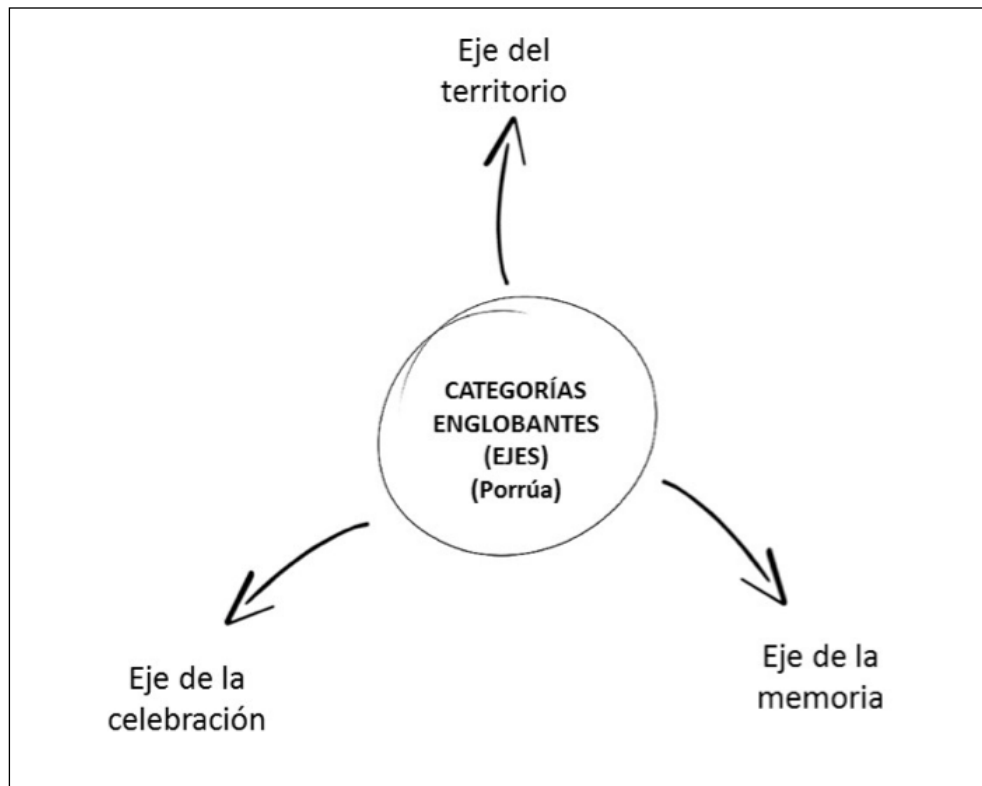 Eje del
territorio
CATEGORÍAS
ENGLOBANTES
(EJES)
(Porrúa)
Eje de la
celebración
Eje de la
memoria